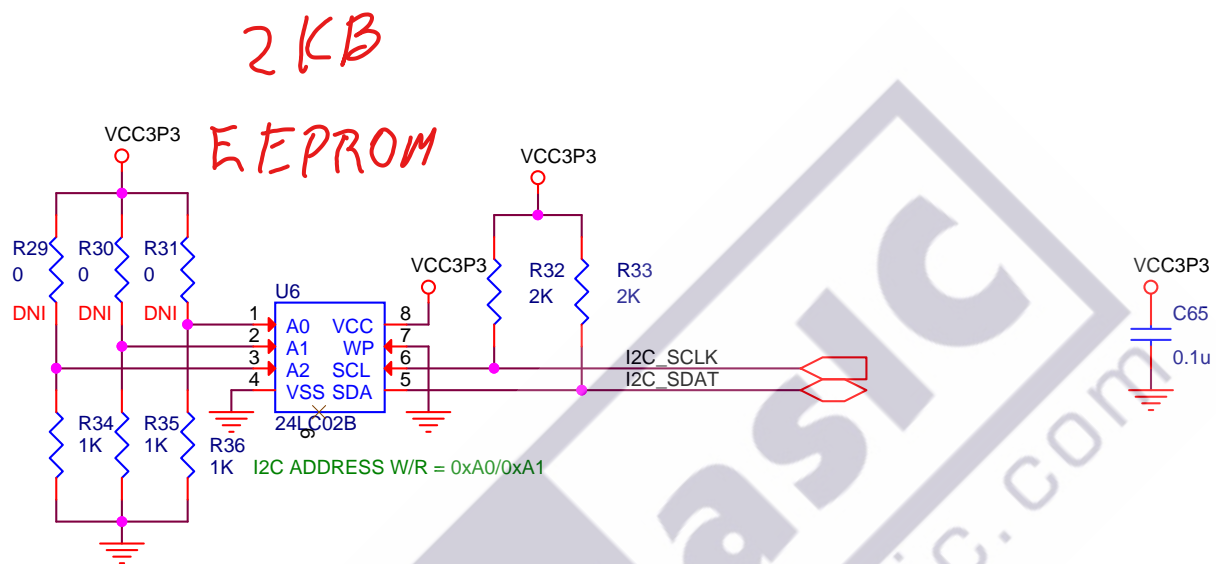 2KB
EEPROM
VCC3P3
VCC3P3
R29
0
DNI
R30
0
DNI
R31
0
DNI
VCC3P3
R32
2K
R33
2K
VCC3P3
C65
0.1u
U6
1 A0 VCC 8
2 A1 WP 7
3 A2 SCL 6
4 VSS SDA 5
24LC02B
9
I2C_SCLK
I2C_SDAT
R34
1K
R35
1K
R36
1K
I2C ADDRESS W/R = 0xA0/0xA1
asic
ic.com